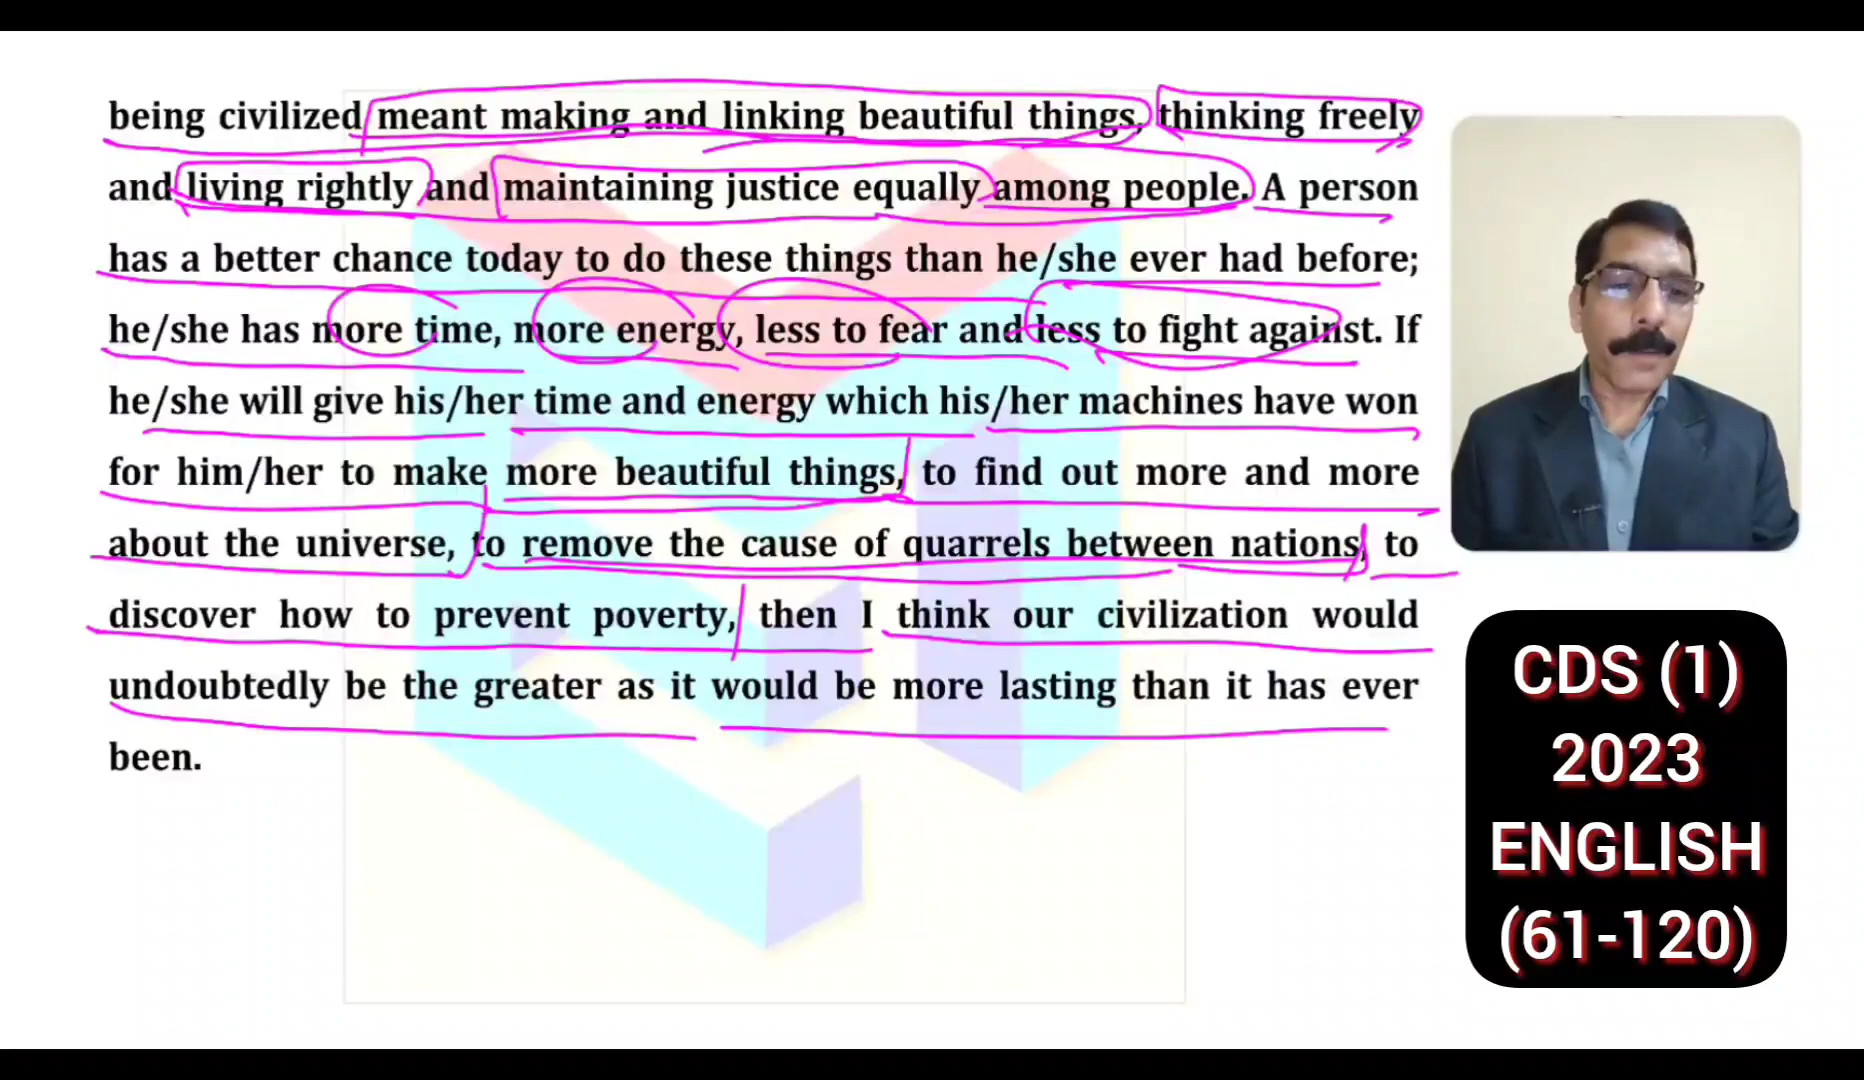 being civilized meant making and linking beautiful things, thinking freely
and living rightly and maintaining justice equally among people. A person
has a better chance today to do these things than he/she ever had before;
he/she has more time, more energy, less to fear and less to fight against. If
he/she will give his/her time and energy which his/her machines have won
for him/her to make more beautiful things, to find out more and more
about the universe, to remove the cause of quarrels between nations, to
discover how to prevent poverty, then I think our civilization would
undoubtedly be the greater as it would be more lasting than it has ever
been.
CDS (1)
2023
ENGLISH
(61-120)